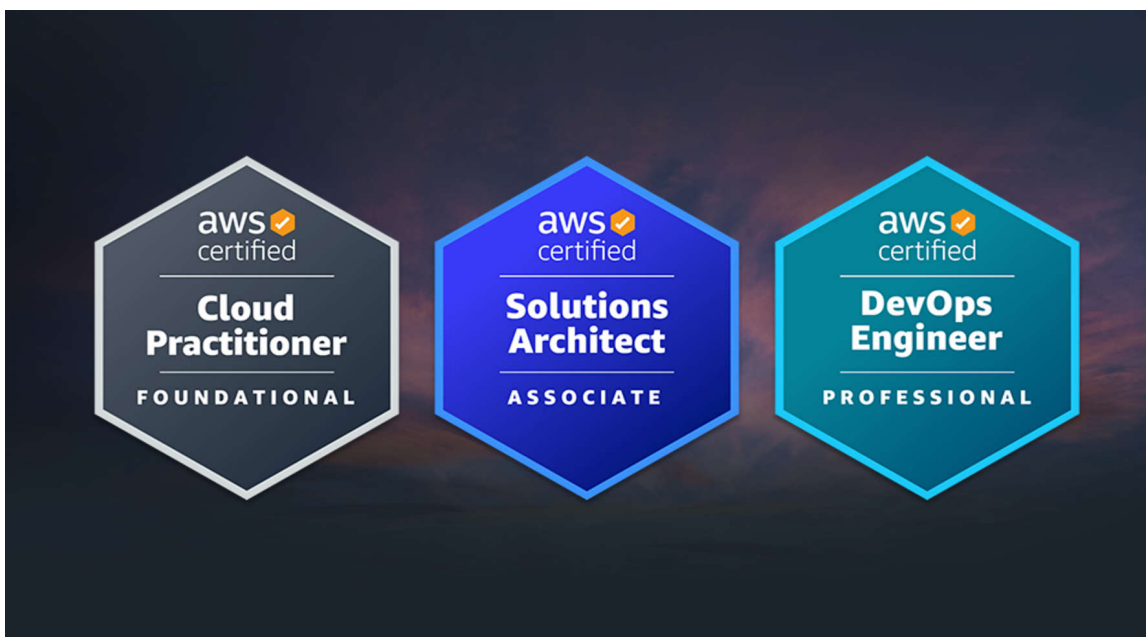 aws
certified
Cloud
Practitioner
FOUNDATIONAL
aws
certified
Solutions
Architect
ASSOCIATE
aws
certified
DevOps
Engineer
PROFESSIONAL